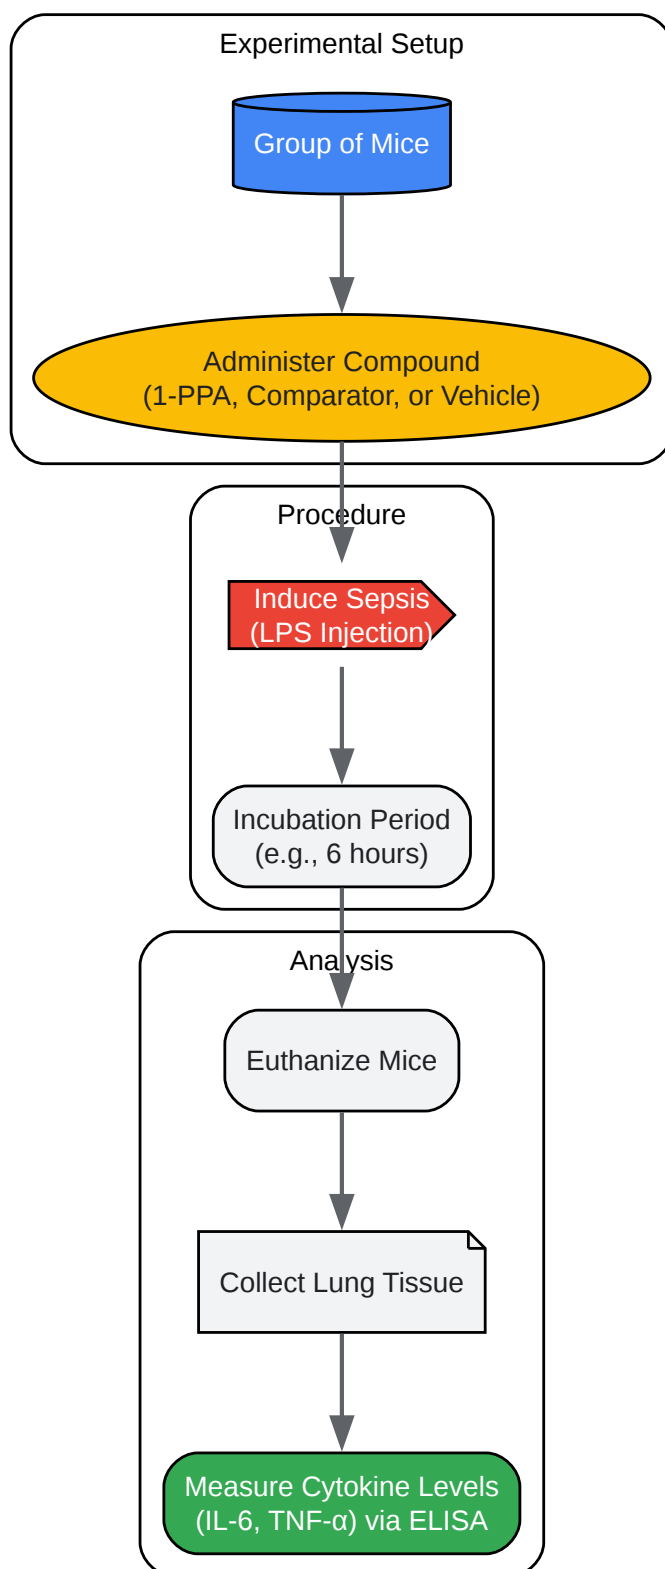 Experimental Setup
Group of Mice
Administer Compound
(1-PPA, Comparator, or Vehicle)
Procedure
Induce Sepsis
(LPS Injection)
Incubation Period
(e.g., 6 hours)
Analysis
Euthanize Mice
Collect Lung Tissue
Measure Cytokine Levels
(IL-6, TNF-α) via ELISA